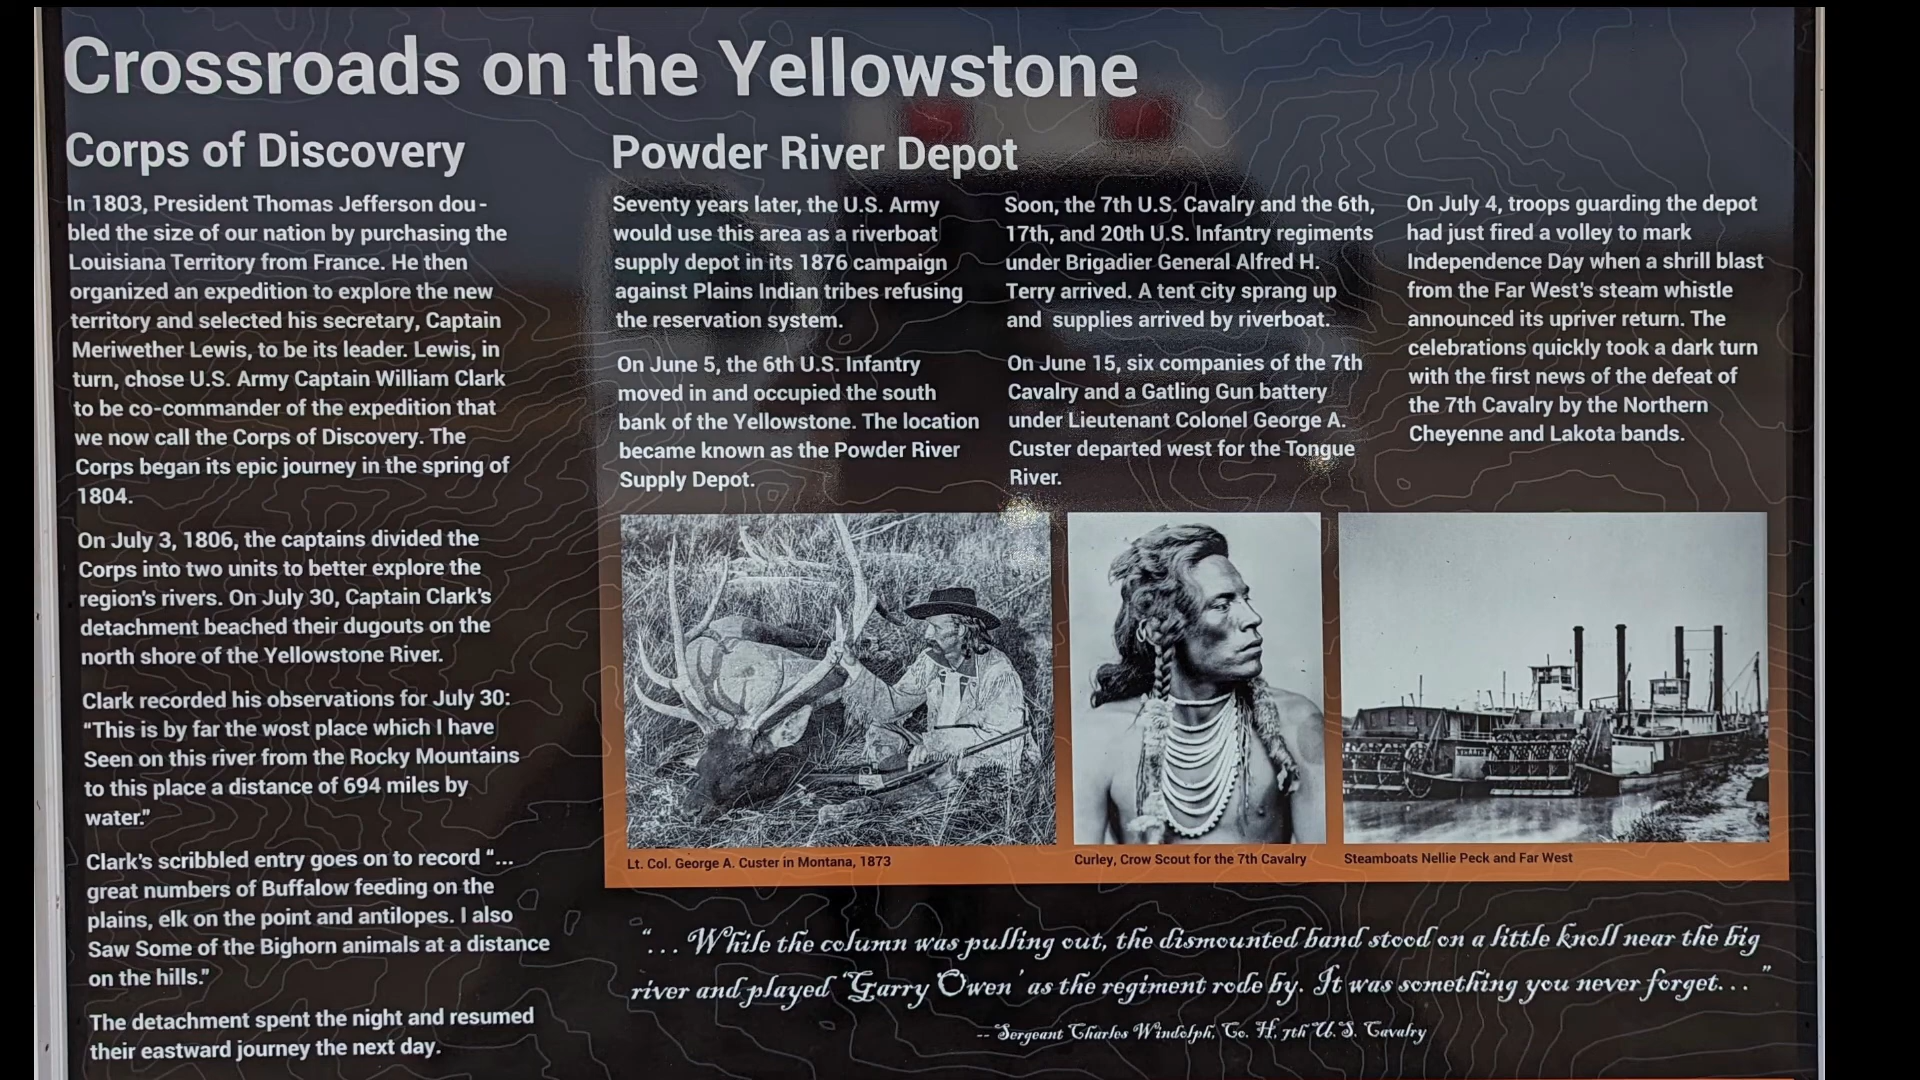 Crossroads on the Yellowstone
Corps of Discovery
In 1803, President Thomas Jefferson dou-
bled the size of our nation by purchasing the
Louisiana Territory from France. He then
organized an expedition to explore the new
territory and selected his secretary, Captain
Meriwether Lewis, to be its leader. Lewis, in
turn, chose U.S. Army Captain William Clark
to be co-commander of the expedition that
we now call the Corps of Discovery. The
Corps began its epic journey in the spring of
1804.
On July 3, 1806, the captains divided the
Corps into two units to better explore the
region's rivers. On July 30, Captain Clark's
detachment beached their dugouts on the
north shore of the Yellowstone River.
Clark recorded his observations for July 30:
“This is by far the wost place which I have
Seen on this river from the Rocky Mountains
to this place a distance of 694 miles by
water.”
Clark's scribbled entry goes on to record “...
great numbers of Buffalow feeding on the
plains, elk on the point and antilopes. I also
Saw Some of the Bighorn animals at a distance
on the hills.”
The detachment spent the night and resumed
their eastward journey the next day.
Powder River Depot
Seventy years later, the U.S. Army
would use this area as a riverboat
supply depot in its 1876 campaign
against Plains Indian tribes refusing
the reservation system.
On June 5, the 6th U.S. Infantry
moved in and occupied the south
bank of the Yellowstone. The location
became known as the Powder River
Supply Depot.
Soon, the 7th U.S. Cavalry and the 6th,
17th, and 20th U.S. Infantry regiments
under Brigadier General Alfred H.
Terry arrived. A tent city sprang up
and supplies arrived by riverboat.
On June 15, six companies of the 7th
Cavalry and a Gatling Gun battery
under Lieutenant Colonel George A.
Custer departed west for the Tongue
River.
On July 4, troops guarding the depot
had just fired a volley to mark
Independence Day when a shrill blast
from the Far West's steam whistle
announced its upriver return. The
celebrations quickly took a dark turn
with the first news of the defeat of
the 7th Cavalry by the Northern
Cheyenne and Lakota bands.
Lt. Col. George A. Custer in Montana, 1873
Curley, Crow Scout for the 7th Cavalry
Steamboats Nellie Peck and Far West
“... While the column was pulling out, the dismounted band stood on a little knoll near the big
river and played 'Garry Owen' as the regiment rode by. It was something you never forget...”
-- Sergeant Charles Windolph, Co. H, 7th U.S. Cavalry